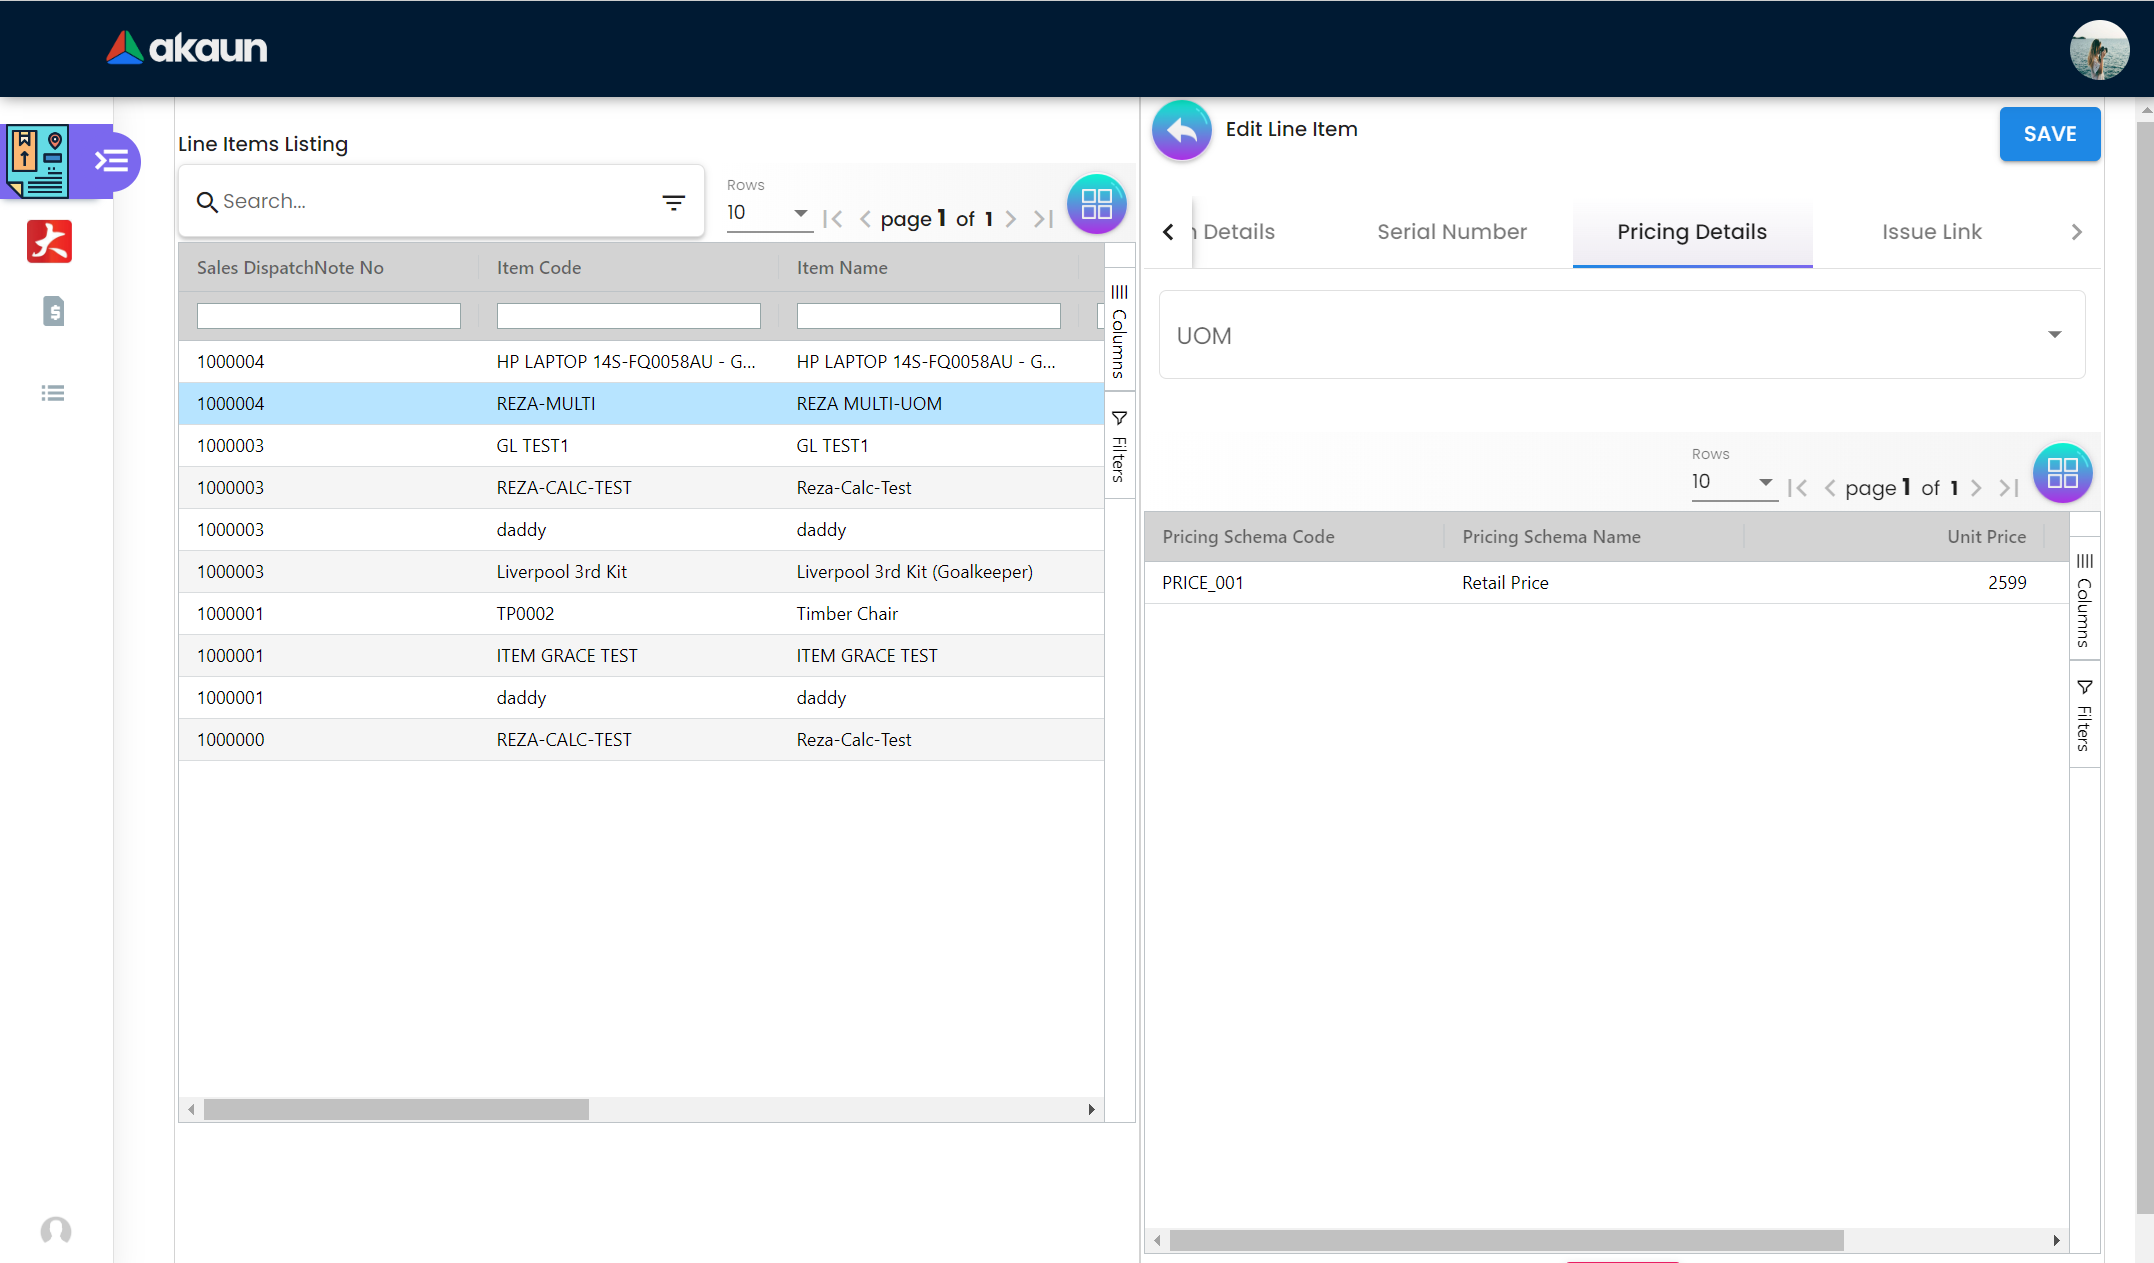 akaun
Line Items Listing
Search...
Rows
10
page 1 of 1
Sales DispatchNote No Item Code Item Name
1000004 HP LAPTOP 14S-FQ0058AU - G... HP LAPTOP 14S-FQ0058AU - G...
1000004 REZA-MULTI REZA MULTI-UOM
1000003 GL TEST1 GL TEST1
1000003 REZA-CALC-TEST Reza-Calc-Test
1000003 daddy daddy
1000003 Liverpool 3rd Kit Liverpool 3rd Kit (Goalkeeper)
1000001 TP0002 Timber Chair
1000001 ITEM GRACE TEST ITEM GRACE TEST
1000001 daddy daddy
1000000 REZA-CALC-TEST Reza-Calc-Test
Columns
Filters
Edit Line Item
SAVE
Details Serial Number Pricing Details Issue Link
UOM
Rows
10
page 1 of 1
Pricing Schema Code Pricing Schema Name Unit Price
PRICE_001 Retail Price 2599
Columns
Filters